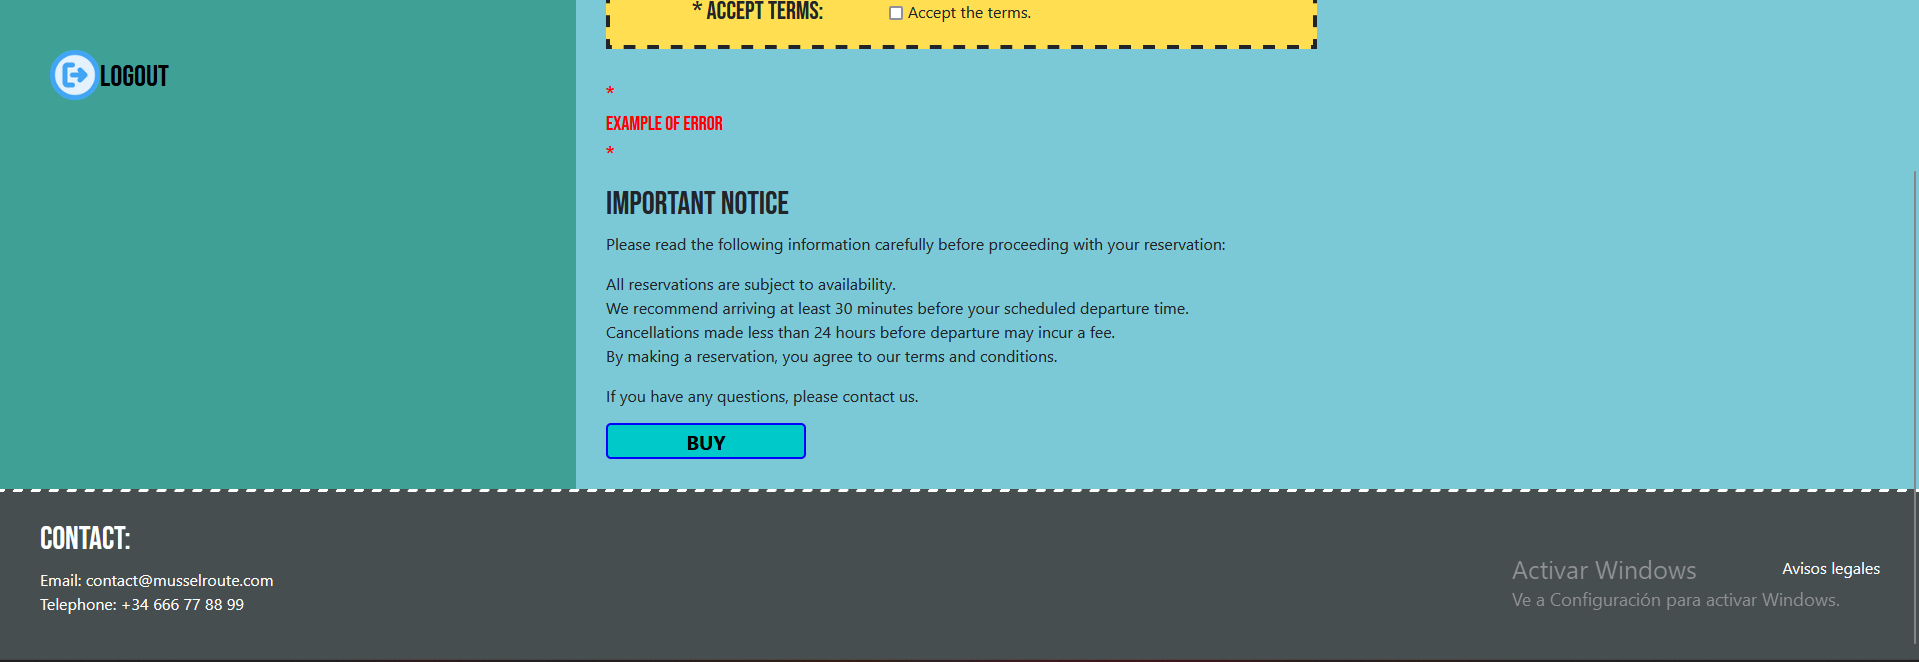 * ACCEPT TERMS:
Accept the terms.
LOGOUT
*
EXAMPLE OF ERROR
*
IMPORTANT NOTICE
Please read the following information carefully before proceeding with your reservation:
All reservations are subject to availability.
We recommend arriving at least 30 minutes before your scheduled departure time.
Cancellations made less than 24 hours before departure may incur a fee.
By making a reservation, you agree to our terms and conditions.
If you have any questions, please contact us.
BUY
CONTACT:
Email: contact@musselroute.com
Telephone: +34 666 77 88 99
Avisos legales
Activar Windows
Ve a Configuración para activar Windows.